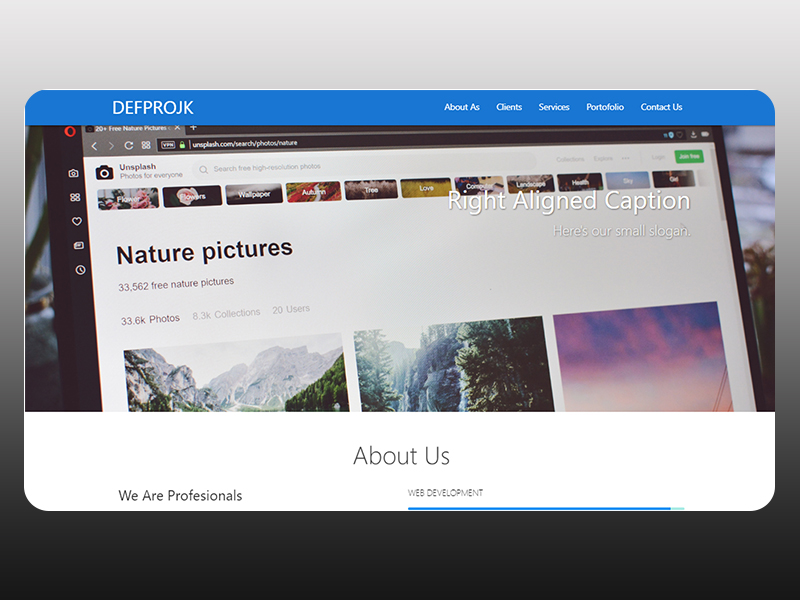 DEFPROJK
About As Clients Services Portofolio Contact Us
20+ Free Nature Pictures
VPN unsplash.com/search/photos/nature
Unsplash
Photos for everyone
Search free high-resolution photos
Collections Explore Login Join free
Flower Flowers Wallpaper Autumn Tree Love Landscape Health Sky Girl
Right Aligned Caption
Here's our small slogan.
Nature pictures
33,562 free nature pictures
33.6k Photos 8.3k Collections 20 Users
About Us
We Are Profesionals
WEB DEVELOPMENT